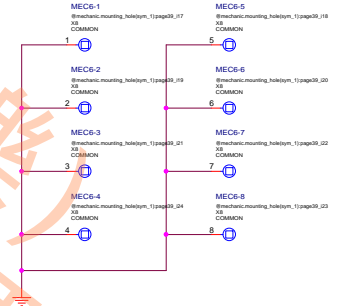 MEC6-1
@mechanic.mounting_hole(sym_1):page39_i17
X8
COMMON
1
MEC6-2
@mechanic.mounting_hole(sym_1):page39_i19
X8
COMMON
2
MEC6-3
@mechanic.mounting_hole(sym_1):page39_i21
X8
COMMON
3
MEC6-4
@mechanic.mounting_hole(sym_1):page39_i24
X8
COMMON
4
MEC6-5
@mechanic.mounting_hole(sym_1):page39_i18
X8
COMMON
5
MEC6-6
@mechanic.mounting_hole(sym_1):page39_i20
X8
COMMON
6
MEC6-7
@mechanic.mounting_hole(sym_1):page39_i22
X8
COMMON
7
MEC6-8
@mechanic.mounting_hole(sym_1):page39_i23
X8
COMMON
8